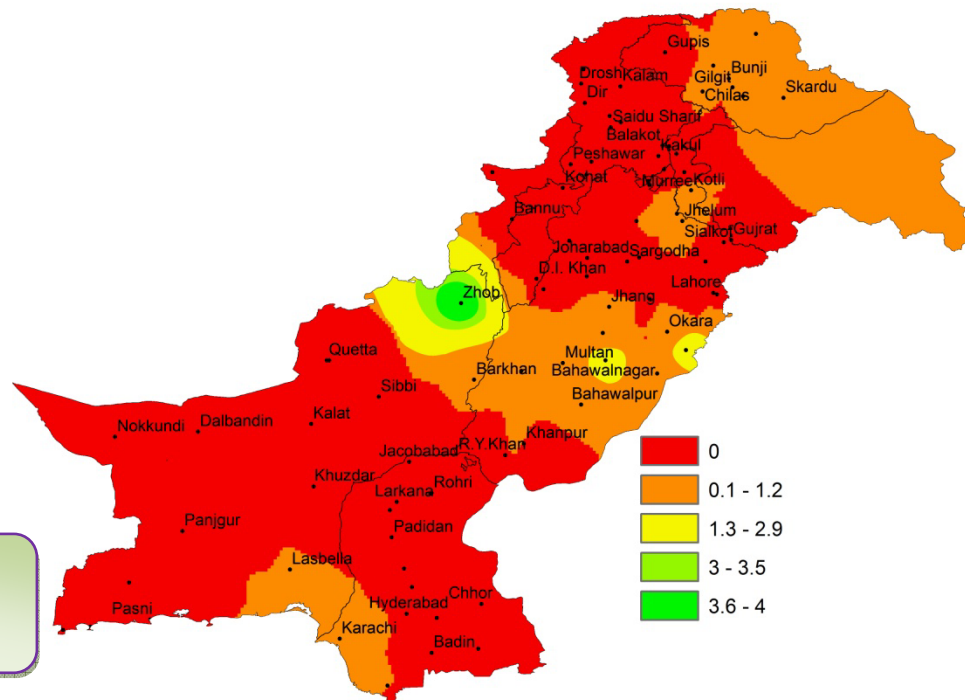 Gupis
Bunji
Drosh
Kalam
Gilgit
Chilas
Skardu
Dir
Saidu Sharif
Balakot
Kakul
Peshawar
Kohat
Murree
Kotli
Bannu
Jhelum
Sialkot
Gujrat
Joharabad
Sargodha
D.I. Khan
Lahore
Zhob
Jhang
Okara
Quetta
Multan
Barkhan
Bahawalnagar
Sibbi
Bahawalpur
Nokkundi
Dalbandin
Kalat
Khanpur
R.Y.Khan
Jacobabad
Khuzdar
Rohri
Larkana
Panjgur
Padidan
Lasbella
Pasni
Hyderabad
Chhor
Karachi
Badin
0
0.1 - 1.2
1.3 - 2.9
3 - 3.5
3.6 - 4